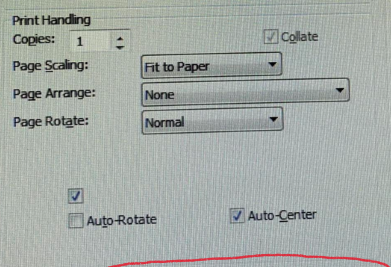 Print Handling
Copies: 1 Collate
Page Scaling: Fit to Paper
Page Arrange: None
Page Rotate: Normal
Auto-Rotate Auto-Center